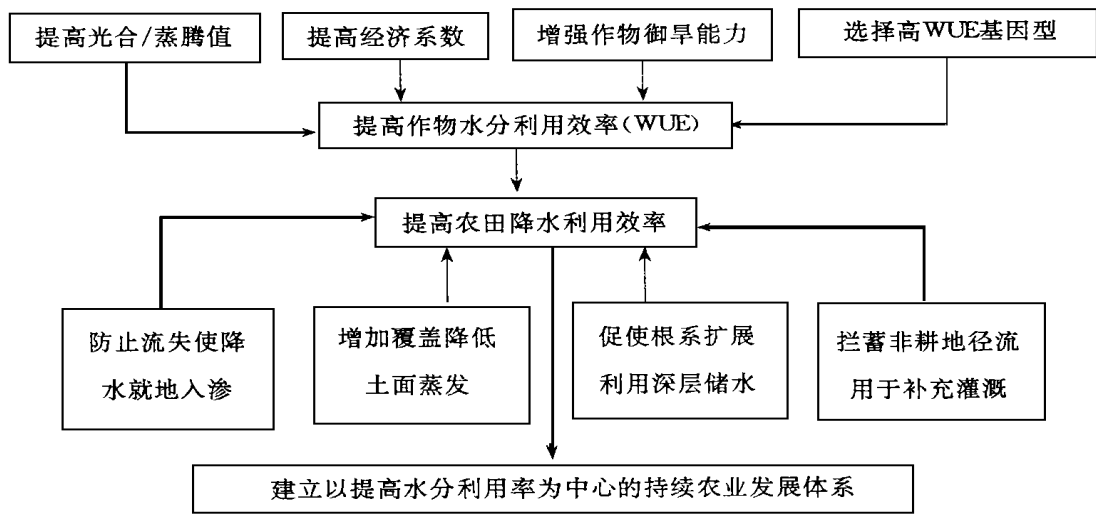 提高光合/蒸腾值
提高经济系数
增强作物御旱能力
选择高WUE基因型
提高作物水分利用效率(WUE)
提高农田降水利用效率
防止流失使降
水就地入渗
增加覆盖降低
土面蒸发
促使根系扩展
利用深层储水
拦蓄非耕地径流
用于补充灌溉
建立以提高水分利用率为中心的持续农业发展体系